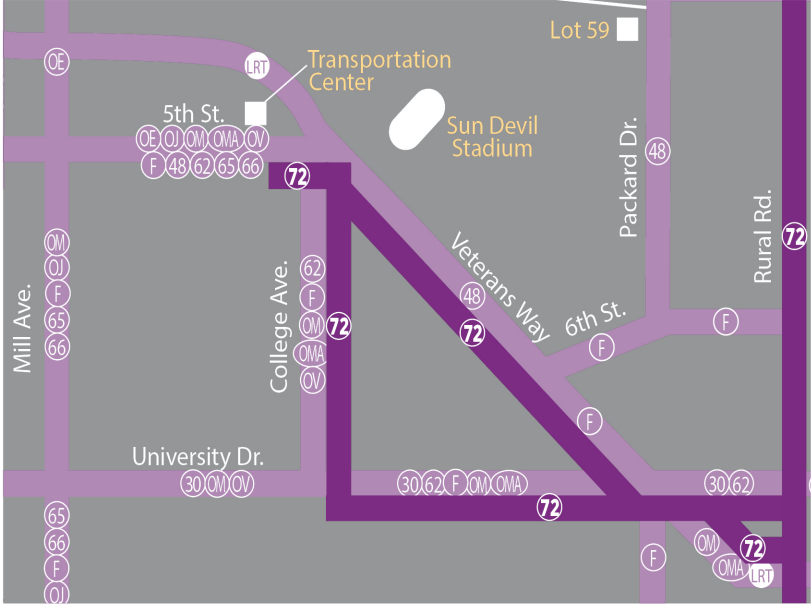 Lot 59
OE
LRT
Transportation
Center
5th St.
OE OJ OM OMA OV
F 48 62 65 66
72
Sun Devil
Stadium
Packard Dr.
48
Rural Rd.
72
Mill Ave.
OM
OJ
F
65
66
College Ave.
62
F
OM
OMA
OV
72
Veterans Way
48
72
6th St.
F
F
F
University Dr.
30 OM OV
30 62 F OM OMA
72
30 62
65
66
F
OJ
F
OM
OMA
72
LRT